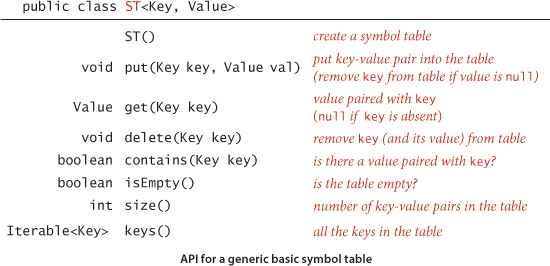 public class ST<Key, Value>
ST() create a symbol table
void put(Key key, Value val) put key-value pair into the table
(remove key from table if value is null)
Value get(Key key) value paired with key
(null if key is absent)
void delete(Key key) remove key (and its value) from table
boolean contains(Key key) is there a value paired with key?
boolean isEmpty() is the table empty?
int size() number of key-value pairs in the table
Iterable<Key> keys() all the keys in the table
API for a generic basic symbol table